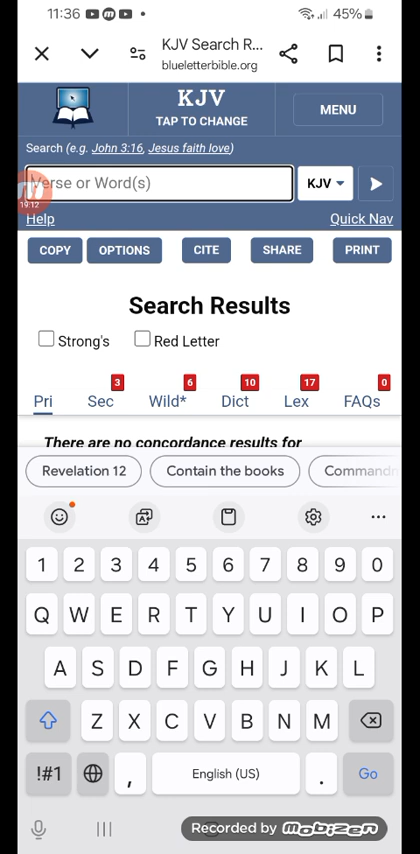 11:36 45%
KJV Search R...
blueletterbible.org
KJV
TAP TO CHANGE
MENU
Search (e.g. John 3:16, Jesus faith love)
Verse or Word(s)
KJV
19:12
Help Quick Nav
COPY OPTIONS CITE SHARE PRINT
Search Results
Strong's Red Letter
3 6 10 17 0
Pri Sec Wild* Dict Lex FAQs
There are no concordance results for
Revelation 12 Contain the books
1 2 3 4 5 6 7 8 9 0
Q W E R T Y U I O P
A S D F G H J K L
Z X C V B N M
!#1 , English (US) . Go
Recorded by mobizen